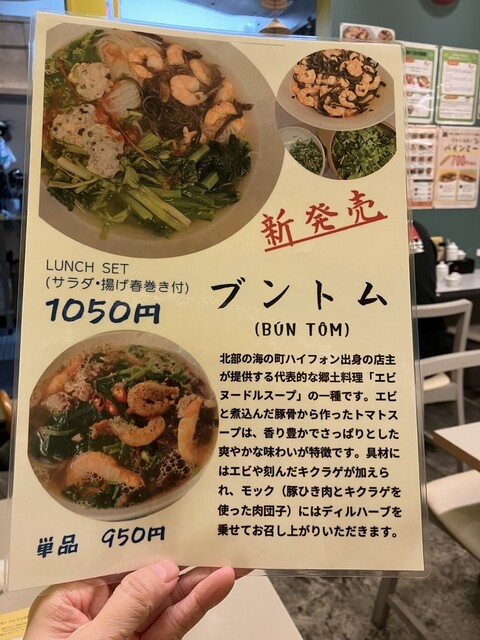 新発売
LUNCH SET
(サラダ・揚げ春巻き付)
1050円
ブントム
(BÚN TÔM)
北部の海の町ハイフォン出身の店主
が提供する代表的な郷土料理「エビ
ヌードルスープ」の一種です。エビ
と煮込んだ豚骨から作ったトマトス
ープは、香り豊かでさっぱりとした
爽やかな味わいが特徴です。具材に
はエビや刻んだキクラゲが加えら
れ、モック（豚ひき肉とキクラゲを
使った肉団子）にはディルハーブを
乗せてお召し上がりいただきます。
単品 950円
バインミー
700円